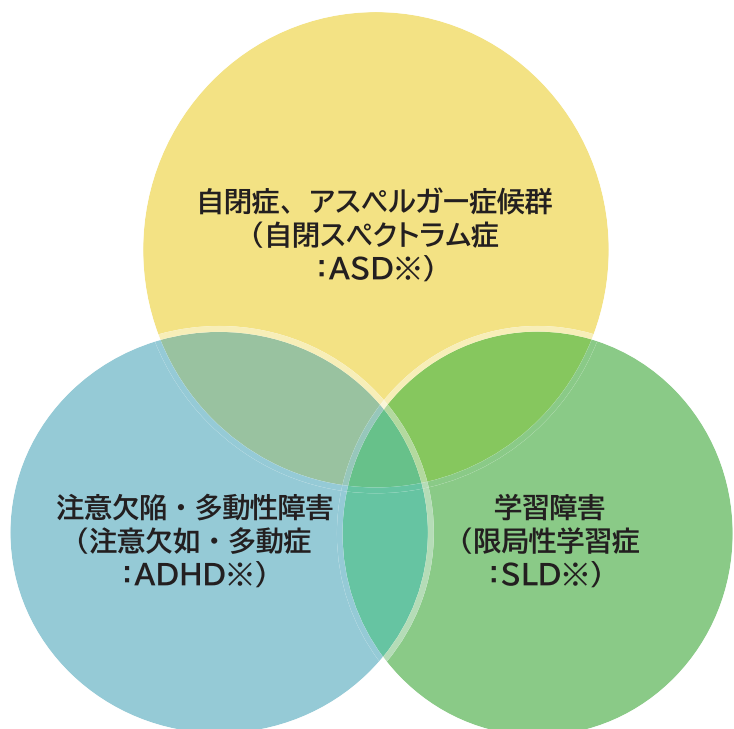 自閉症、アスペルガー症候群
（自閉スペクトラム症
：ASD※）
注意欠陥・多動性障害
（注意欠如・多動症
：ADHD※）
学習障害
（限局性学習症
：SLD※）